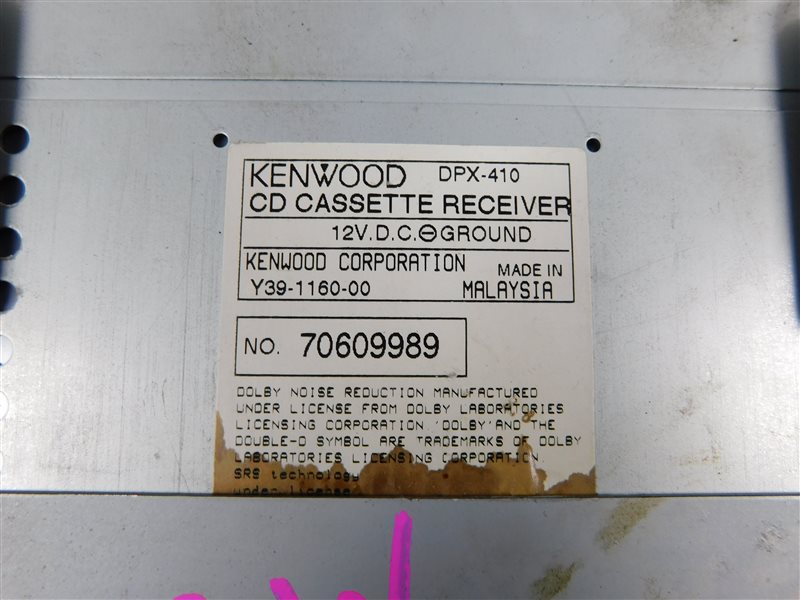 KENWOOD DPX-410
CD CASSETTE RECEIVER
12V.D.C.⊖GROUND
KENWOOD CORPORATION MADE IN
Y39-1160-00 MALAYSIA
NO. 70609989
DOLBY NOISE REDUCTION MANUFACTURED
UNDER LICENSE FROM DOLBY LABORATORIES
LICENSING CORPORATION 'DOLBY'AND THE
DOUBLE-D SYMBOL ARE TRADEMARKS OF DOLBY
LABORATORIES LICENSING CORPORATION
SRS technology
under license